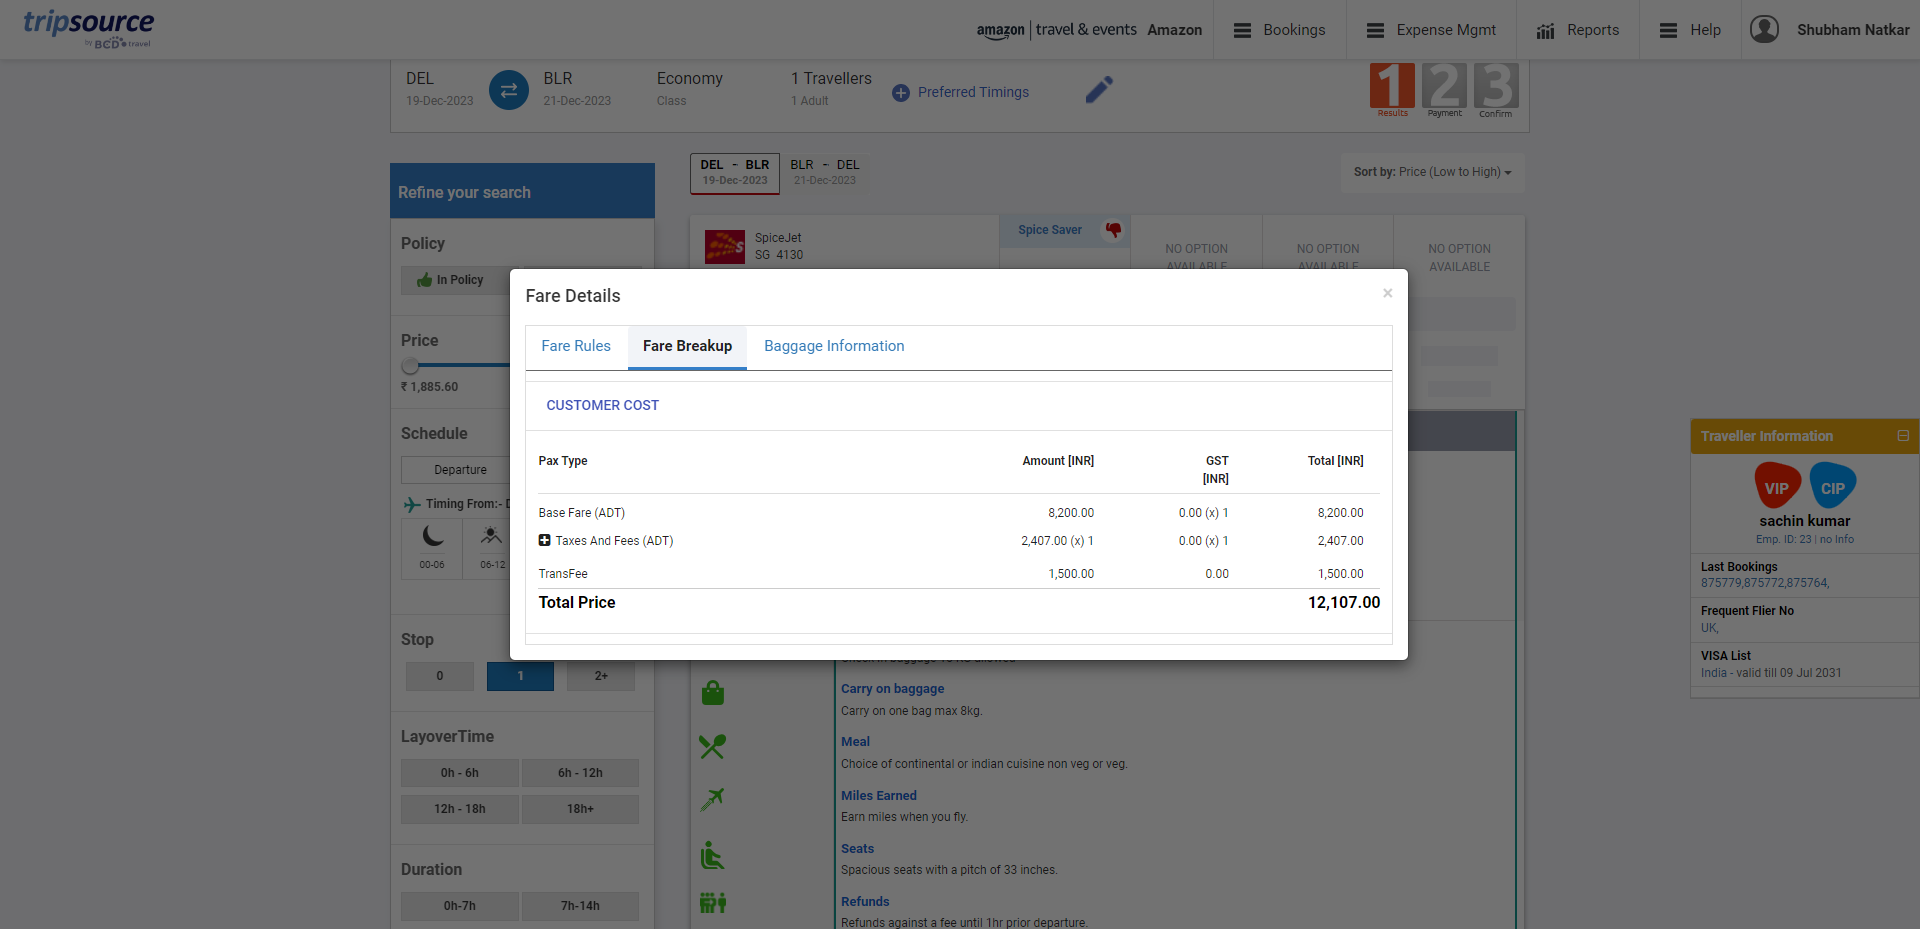 tripsource
by BCD travel
amazon | travel & events Amazon
Bookings
Expense Mgmt
Reports
Help
Shubham Natkar
DEL
19-Dec-2023
BLR
21-Dec-2023
Economy
Class
1 Travellers
1 Adult
Preferred Timings
1 2 3
Results Payment Confirm
Refine your search
Policy
In Policy
Price
₹ 1,885.60
Schedule
Departure
Timing From:- D
00-06
06-12
Stop
0 1 2+
LayoverTime
0h - 6h
6h - 12h
12h - 18h
18h+
Duration
0h-7h
7h-14h
DEL - BLR
19-Dec-2023
BLR - DEL
21-Dec-2023
Sort by: Price (Low to High)
SpiceJet
SG 4130
Spice Saver
NO OPTION
AVAILABLE
NO OPTION
AVAILABLE
NO OPTION
AVAILABLE
Fare Details
×
Fare Rules
Fare Breakup
Baggage Information
CUSTOMER COST
Pax Type Amount [INR] GST [INR] Total [INR]
Base Fare (ADT) 8,200.00 0.00 (x) 1 8,200.00
Taxes And Fees (ADT) 2,407.00 (x) 1 0.00 (x) 1 2,407.00
TransFee 1,500.00 0.00 1,500.00
Total Price 12,107.00
Carry on baggage
Carry on one bag max 8kg.
Meal
Choice of continental or indian cuisine non veg or veg.
Miles Earned
Earn miles when you fly.
Seats
Spacious seats with a pitch of 33 inches.
Refunds
Refunds against a fee until 1hr prior departure.
Traveller Information
VIP
CIP
sachin kumar
Emp. ID: 23 | no Info
Last Bookings
875779,875772,875764,
Frequent Flier No
UK,
VISA List
India - valid till 09 Jul 2031